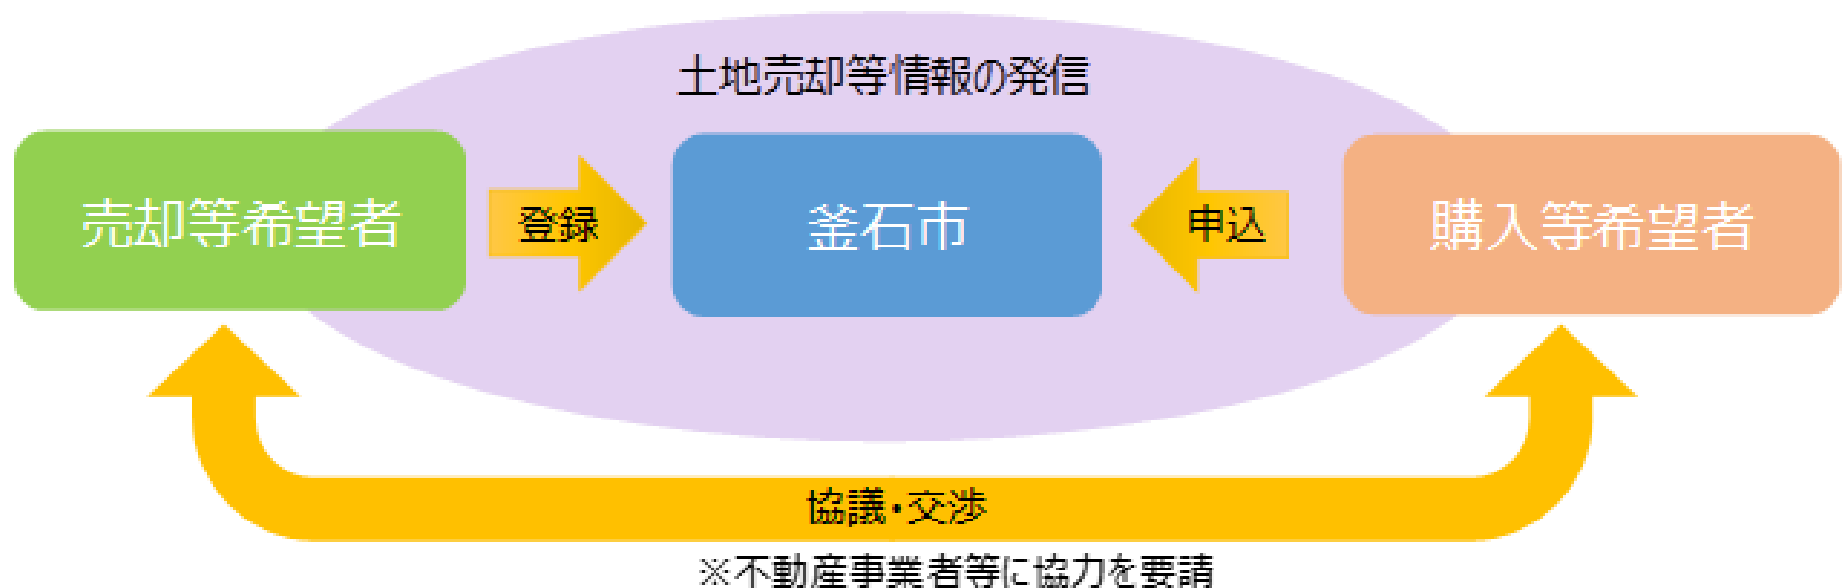 土地売却等情報の発信
売却等希望者
登録
釜石市
申込
購入等希望者
協議・交渉
※不動産事業者等に協力を要請